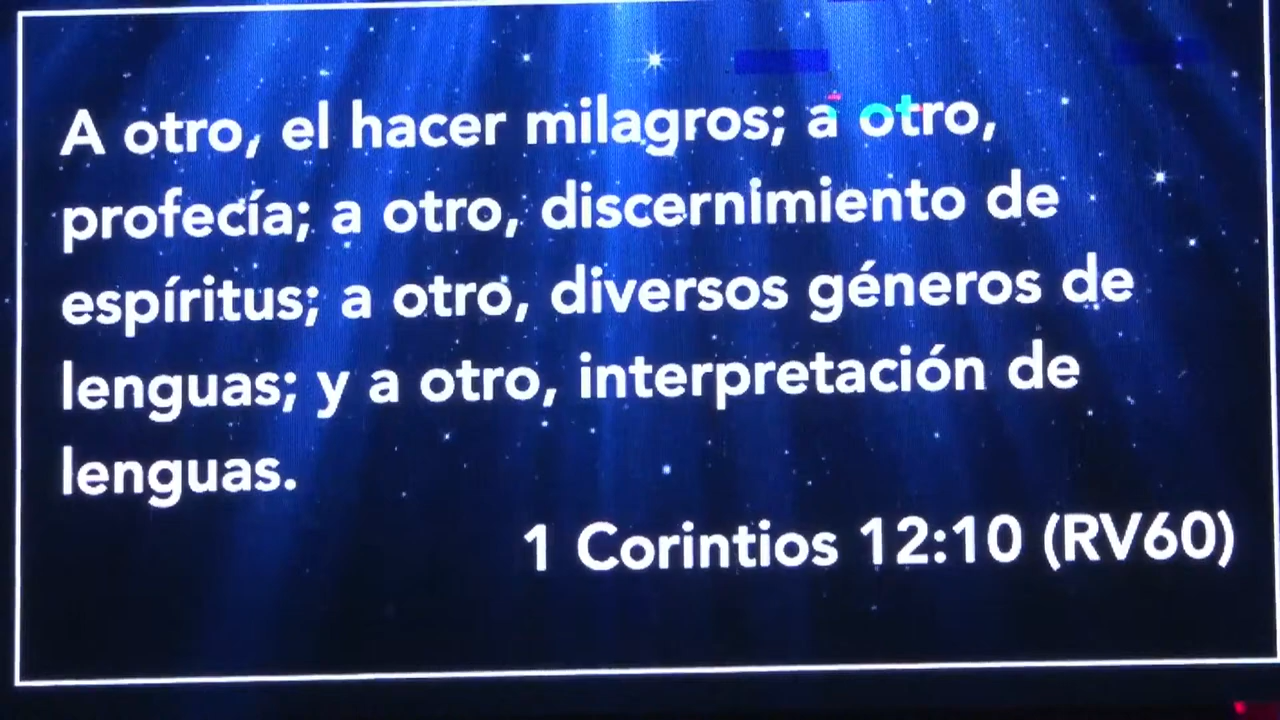 A otro, el hacer milagros; a otro,
profecía; a otro, discernimiento de
espíritus; a otro, diversos géneros de
lenguas; y a otro, interpretación de
lenguas.
1 Corintios 12:10 (RV60)